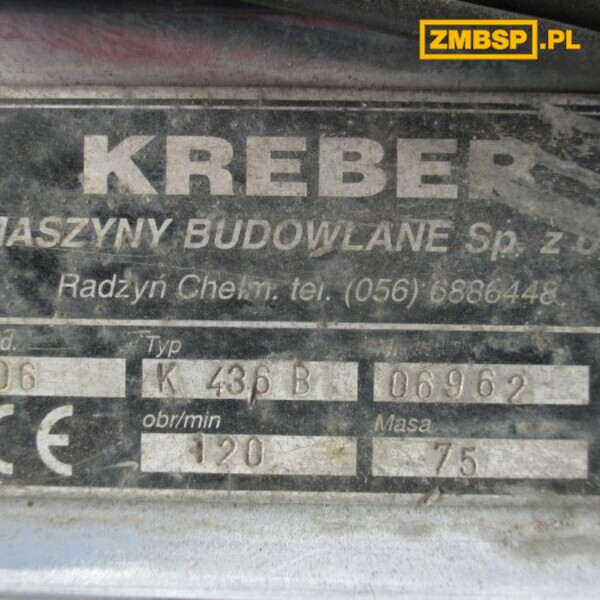 ZMBSP.PL
KREBER
MASZYNY BUDOWLANE Sp. z o
Radzyń Chełm. tel. (056) 6886448
Typ
06 K 436 B 06962
obr/min Masa
CE 120 75